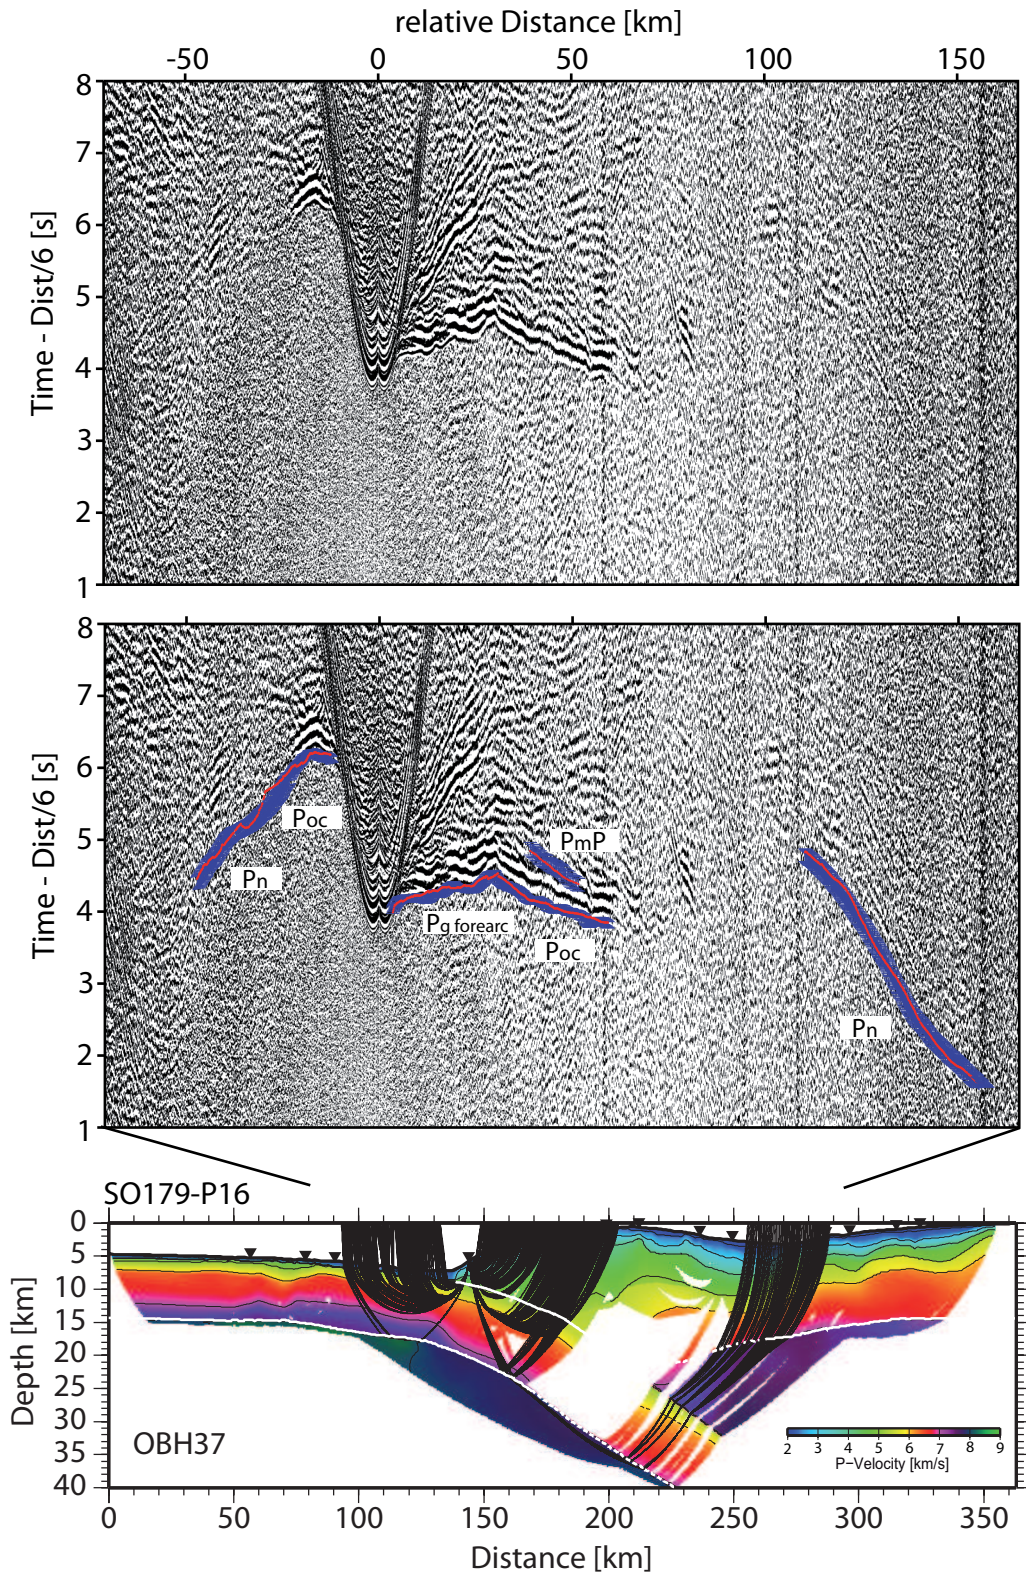 relative Distance [km]
-50 0 50 100 150
8
7
6
5
4
3
2
1
Time - Dist/6 [s]
8
7
6
5
4
3
2
1
Time - Dist/6 [s]
Poc
Pn
PmP
Pg forearc
Poc
Pn
SO179-P16
0
5
10
15
20
25
30
35
40
Depth [km]
OBH37
2 3 4 5 6 7 8 9
P-Velocity [km/s]
0 50 100 150 200 250 300 350
Distance [km]